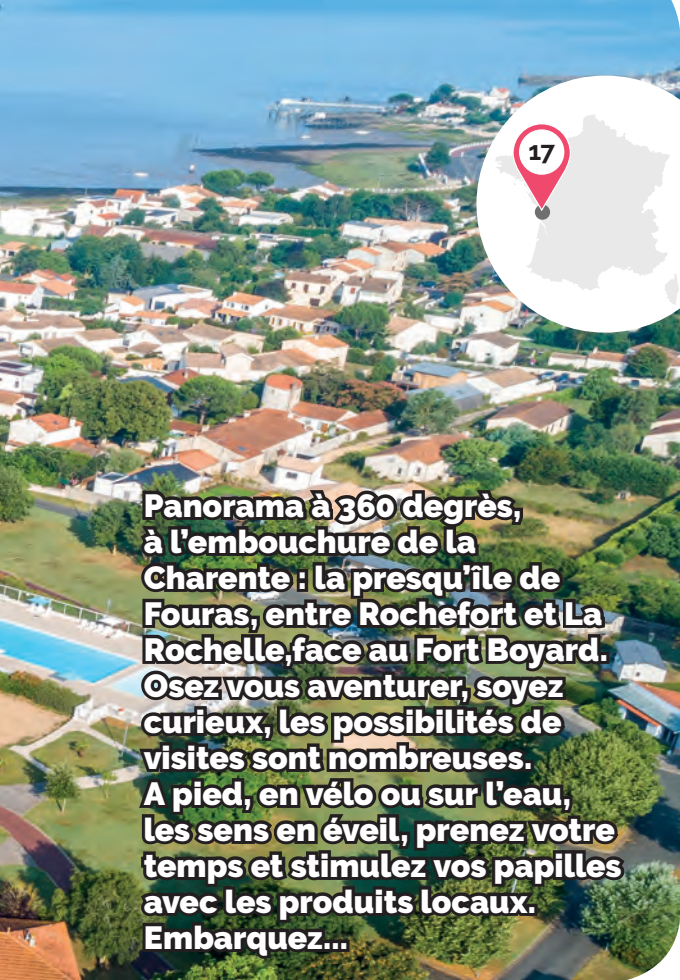 17
Panorama à 360 degrès,
à l’embouchure de la
Charente : la presqu’île de
Fouras, entre Rochefort et La
Rochelle,face au Fort Boyard.
Osez vous aventurer, soyez
curieux, les possibilités de
visites sont nombreuses.
A pied, en vélo ou sur l’eau,
les sens en éveil, prenez votre
temps et stimulez vos papilles
avec les produits locaux.
Embarquez...